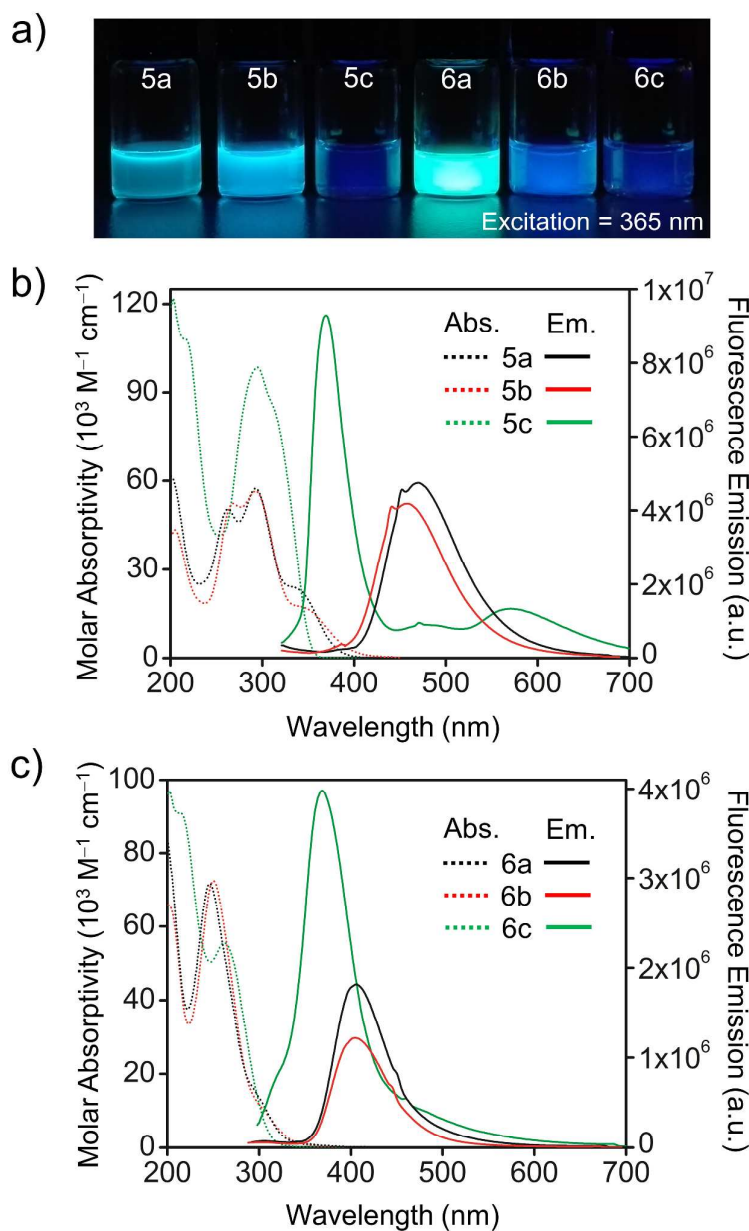 a)
5a 5b 5c 6a 6b 6c
Excitation = 365 nm
b)
Molar Absorptivity (10³ M⁻¹ cm⁻¹)
120
90
60
30
0
Abs. Em.
5a
5b
5c
1x10⁷
8x10⁶
6x10⁶
4x10⁶
2x10⁶
0
Fluorescence Emission (a.u.)
200 300 400 500 600 700
Wavelength (nm)
c)
Molar Absorptivity (10³ M⁻¹ cm⁻¹)
100
80
60
40
20
0
Abs. Em.
6a
6b
6c
4x10⁶
3x10⁶
2x10⁶
1x10⁶
0
Fluorescence Emission (a.u.)
200 300 400 500 600 700
Wavelength (nm)